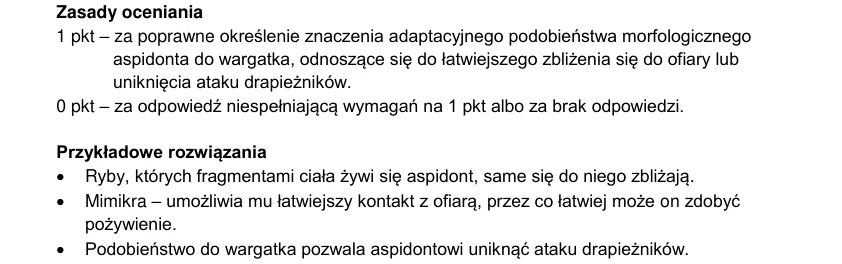 Zasady oceniania
1 pkt – za poprawne określenie znaczenia adaptacyjnego podobieństwa morfologicznego
aspidonta do wargatka, odnoszące się do łatwiejszego zbliżenia się do ofiary lub
uniknięcia ataku drapieżników.
0 pkt – za odpowiedź niespełniającą wymagań na 1 pkt albo za brak odpowiedzi.
Przykładowe rozwiązania
• Ryby, których fragmentami ciała żywi się aspidont, same się do niego zbliżają.
• Mimikra – umożliwia mu łatwiejszy kontakt z ofiarą, przez co łatwiej może on zdobyć
pożywienie.
• Podobieństwo do wargatka pozwala aspidontowi uniknąć ataku drapieżników.